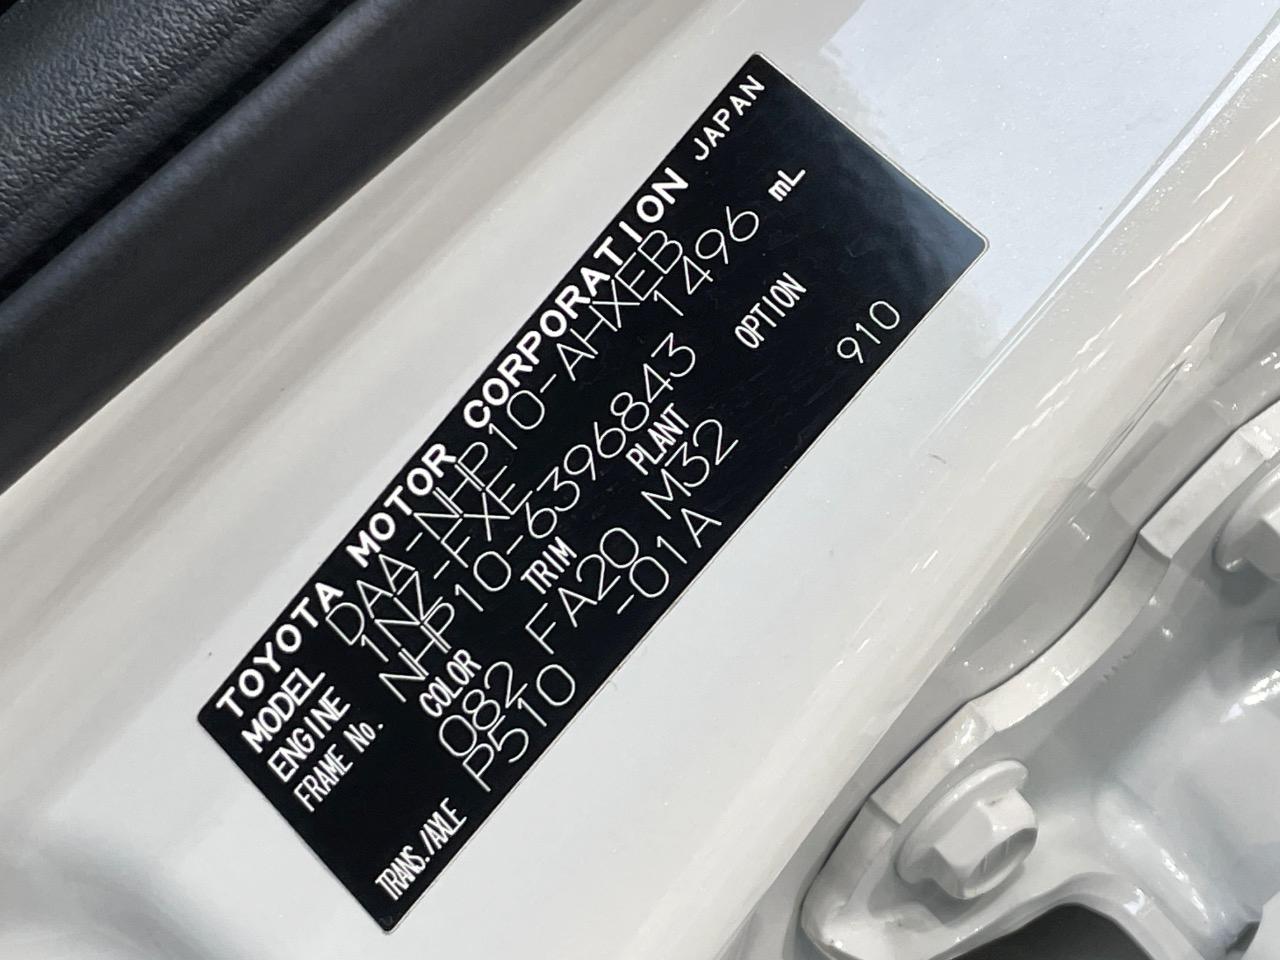 TOYOTA MOTOR CORPORATION JAPAN
MODEL DAA-NHP10-AHXEB
ENGINE 1NZ-FXE 1496 mL
FRAME No. NHP10-6396843
COLOR TRIM PLANT OPTION
082 FA20 M32 910
TRANS./AXLE P510 -01A